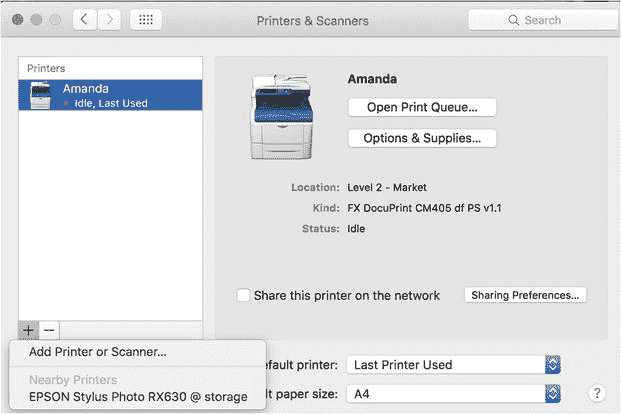 Printers & Scanners
Search
Printers
Amanda
Idle, Last Used
Amanda
Open Print Queue...
Options & Supplies...
Location: Level 2 - Market
Kind: FX DocuPrint CM405 df PS v1.1
Status: Idle
Share this printer on the network
Sharing Preferences...
+ −
Add Printer or Scanner...
Nearby Printers
EPSON Stylus Photo RX630 @ storage
efault printer: Last Printer Used
lt paper size: A4
?